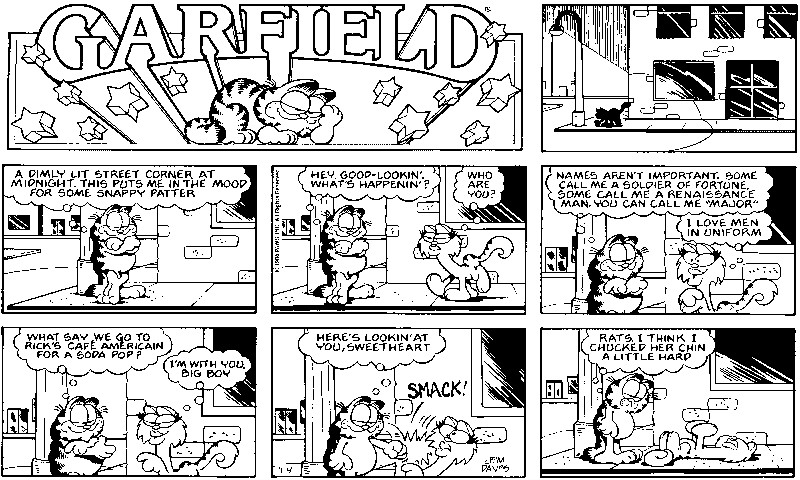 GARFIELD
A DIMLY LIT STREET CORNER AT
MIDNIGHT. THIS PUTS ME IN THE MOOD
FOR SOME SNAPPY PATTER
HEY, GOOD-LOOKIN'.
WHAT'S HAPPENIN'?
WHO
ARE
YOU?
NAMES AREN'T IMPORTANT. SOME
CALL ME A SOLDIER OF FORTUNE.
SOME CALL ME A RENAISSANCE
MAN. YOU CAN CALL ME "MAJOR"
I LOVE MEN
IN UNIFORM
WHAT SAY WE GO TO
RICK'S CAFÉ AMERICAIN
FOR A SODA POP?
I'M WITH YOU,
BIG BOY
HERE'S LOOKIN' AT
YOU, SWEETHEART
SMACK!
JIM
DAVIS
RATS. I THINK I
CHUCKED HER CHIN
A LITTLE HARD